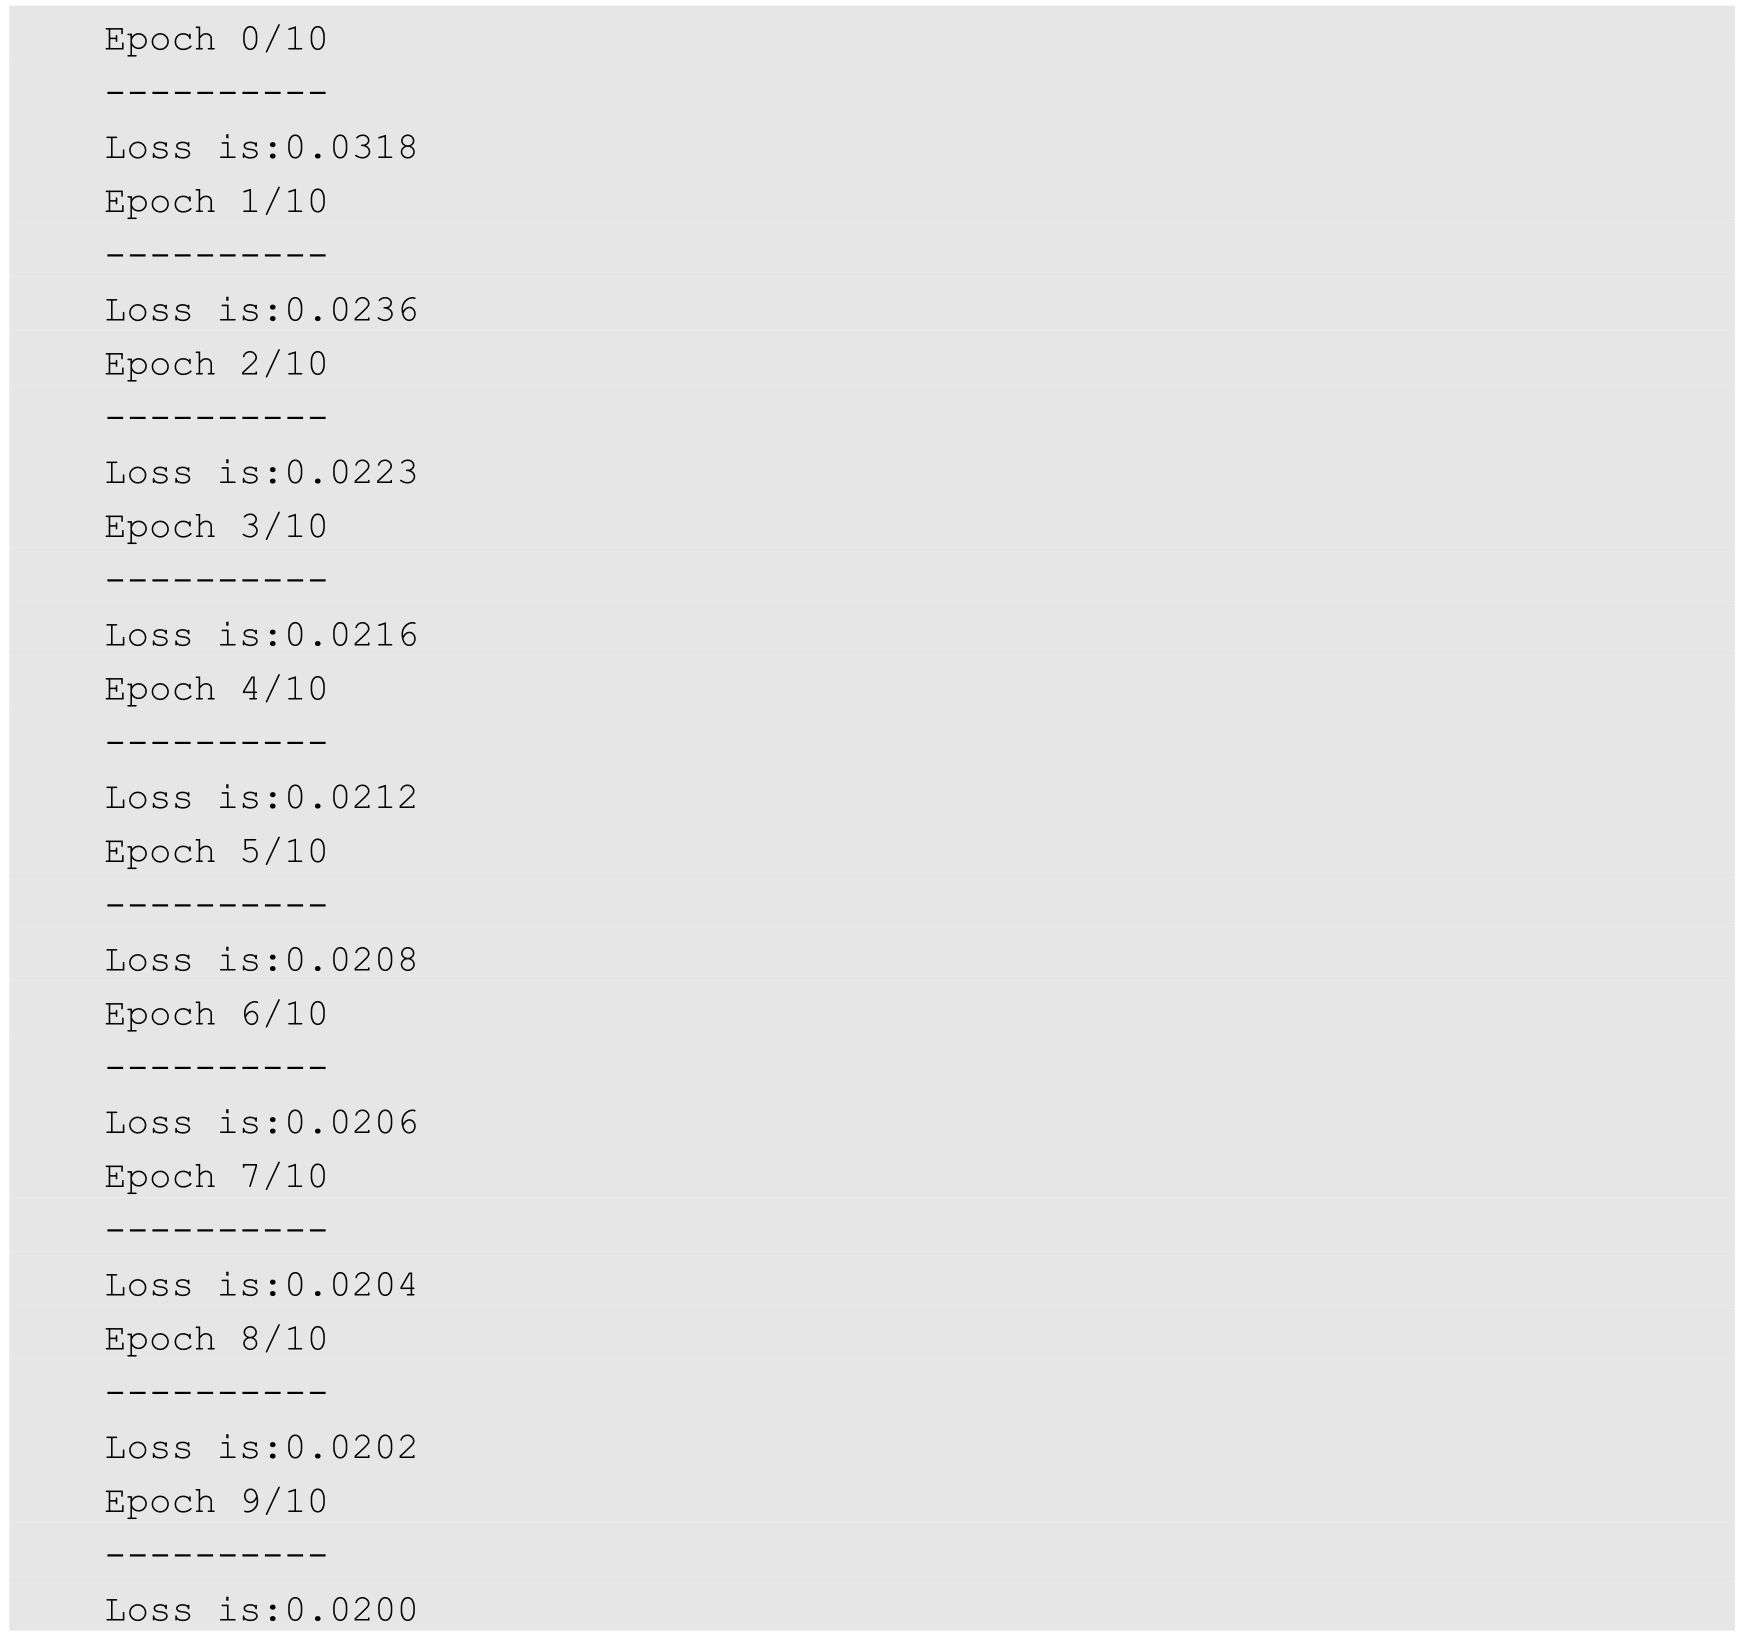 Epoch 0/10
----------
Loss is:0.0318
Epoch 1/10
----------
Loss is:0.0236
Epoch 2/10
----------
Loss is:0.0223
Epoch 3/10
----------
Loss is:0.0216
Epoch 4/10
----------
Loss is:0.0212
Epoch 5/10
----------
Loss is:0.0208
Epoch 6/10
----------
Loss is:0.0206
Epoch 7/10
----------
Loss is:0.0204
Epoch 8/10
----------
Loss is:0.0202
Epoch 9/10
----------
Loss is:0.0200